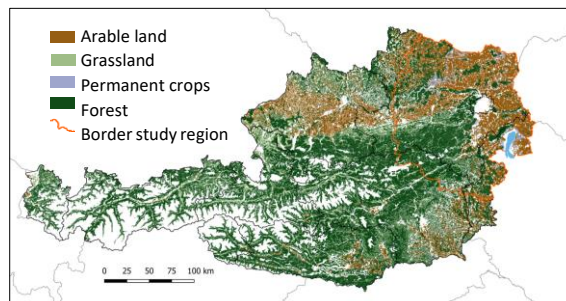 Arable land
Grassland
Permanent crops
Forest
Border study region
0 25 50 75 100 km